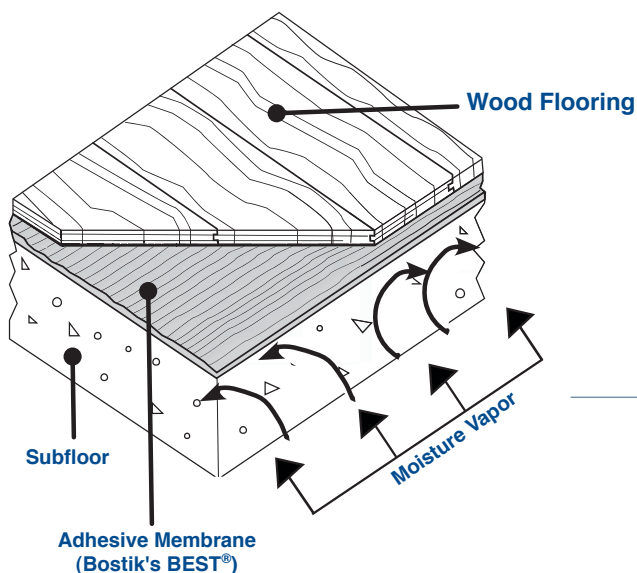 Wood Flooring
Moisture Vapor
Subfloor
Adhesive Membrane
(Bostik's BEST®)